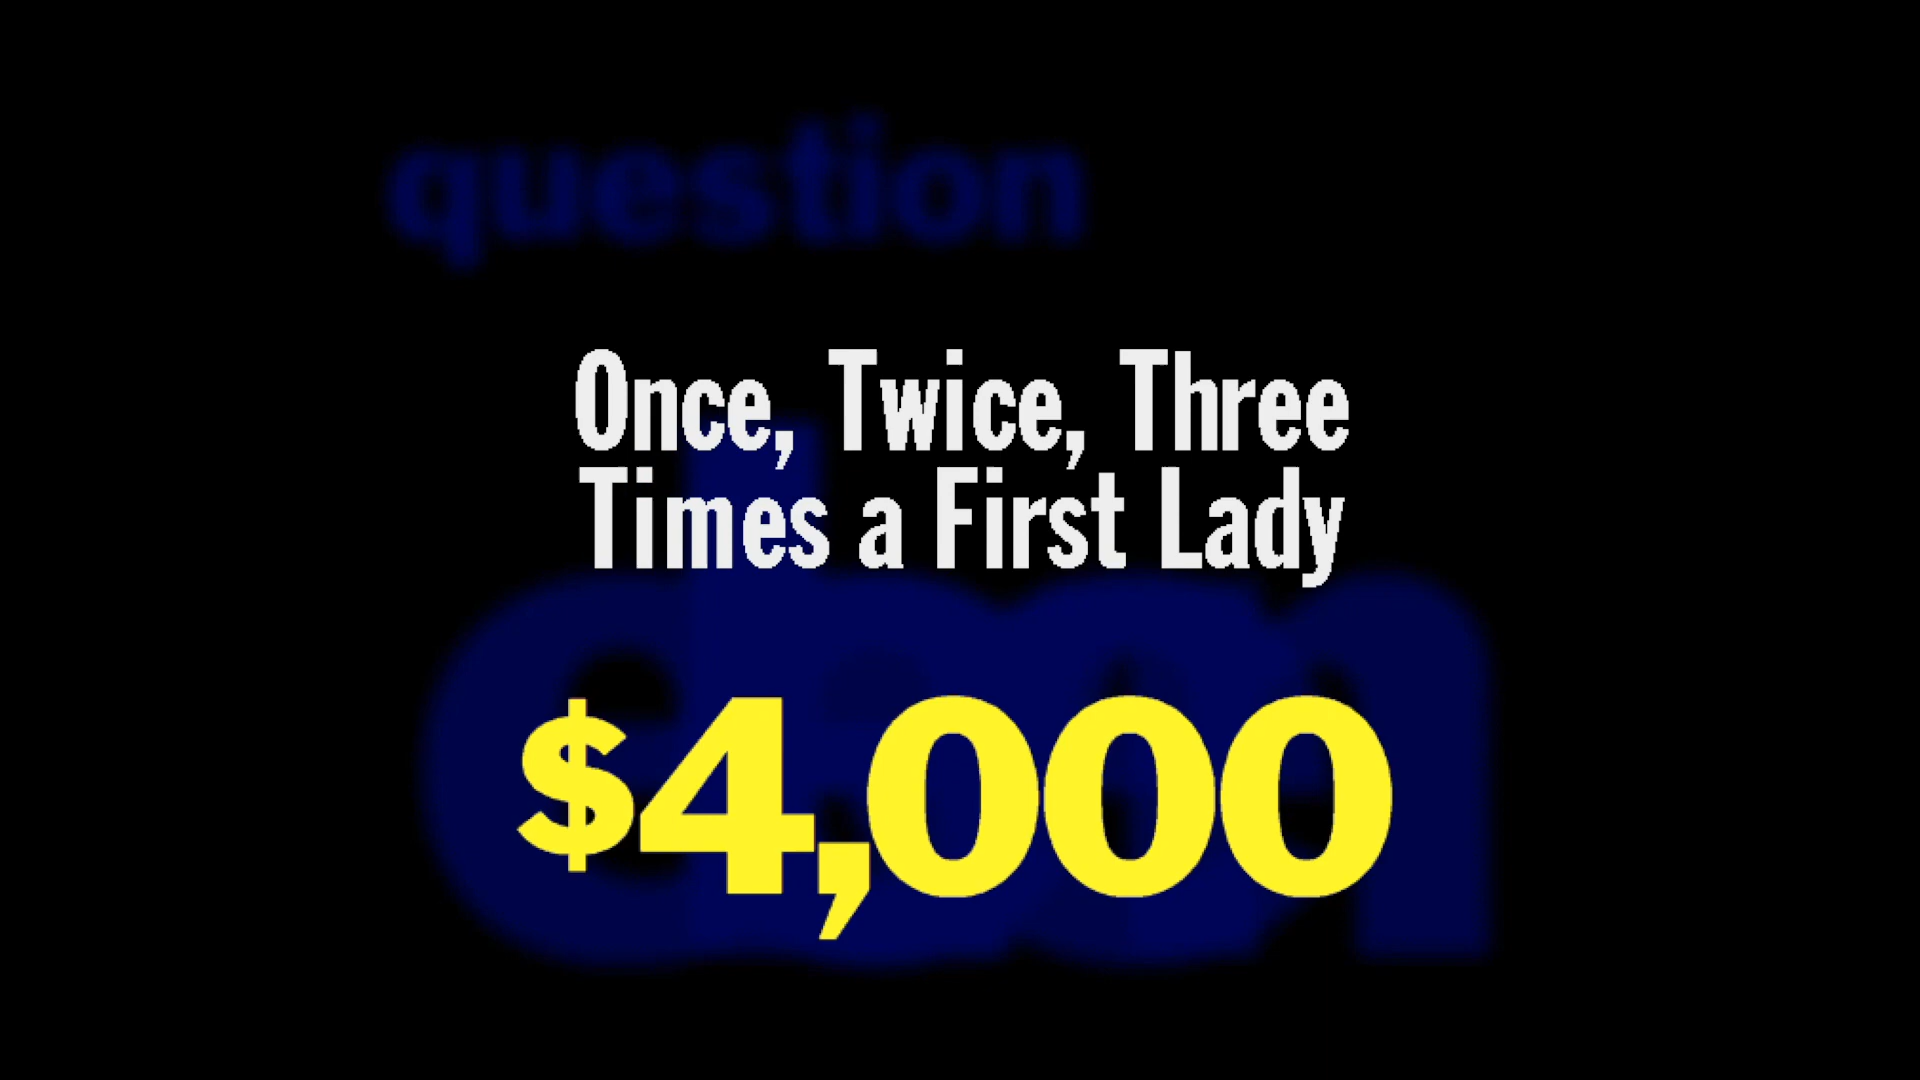 question
Once, Twice, Three
Times a First Lady
$4,000